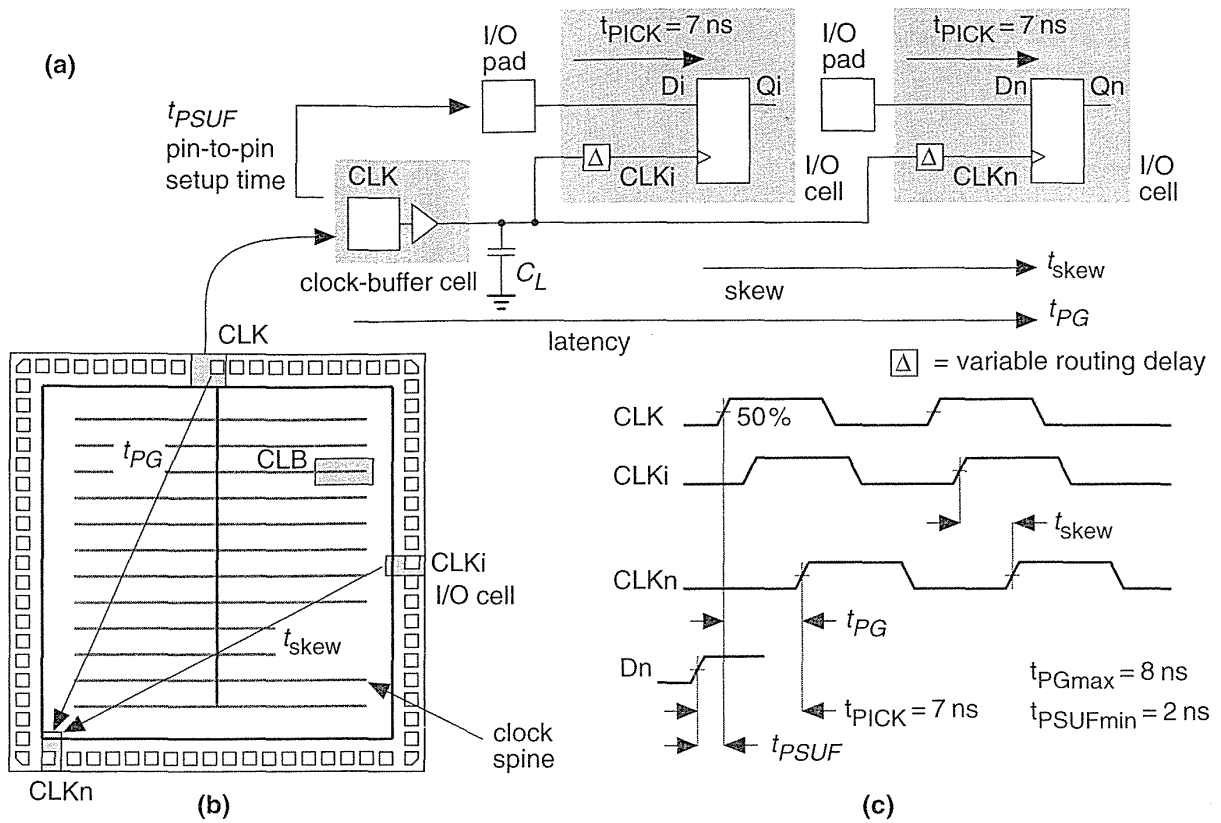 (a)
t_PSUF
pin-to-pin
setup time
I/O
pad
t_PICK = 7 ns
Di
Qi
Δ
CLKi
I/O
cell
I/O
pad
t_PICK = 7 ns
Dn
Qn
Δ
CLKn
I/O
cell
CLK
clock-buffer cell
C_L
skew
t_skew
latency
t_PG
Δ = variable routing delay
CLK
t_PG
CLB
CLKi
I/O cell
t_skew
clock
spine
CLKn
(b)
CLK
50%
CLKi
t_skew
CLKn
t_PG
Dn
t_PICK = 7 ns
t_PSUF
t_PGmax = 8 ns
t_PSUFmin = 2 ns
(c)